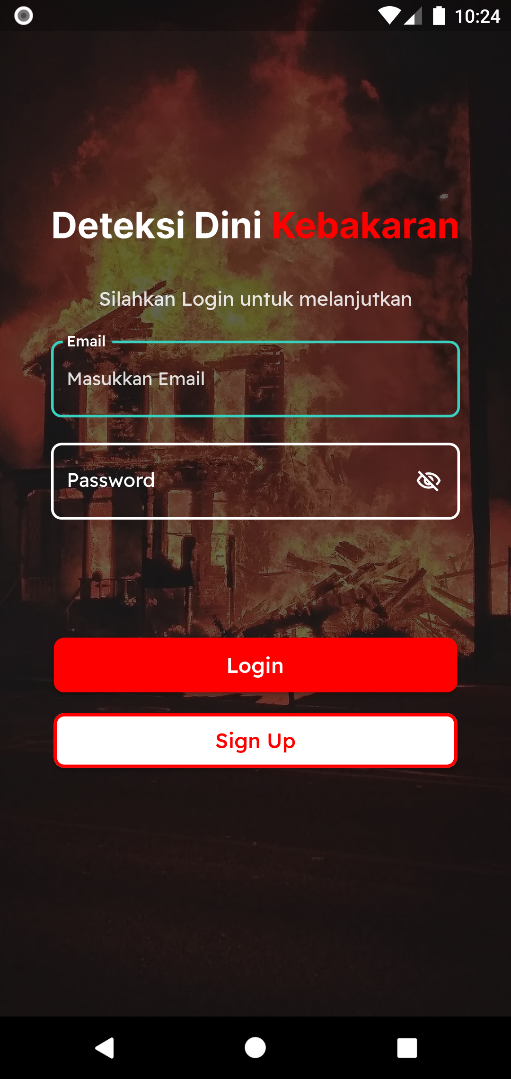 10:24
Deteksi Dini Kebakaran
Silahkan Login untuk melanjutkan
Email
Masukkan Email
Password
Login
Sign Up